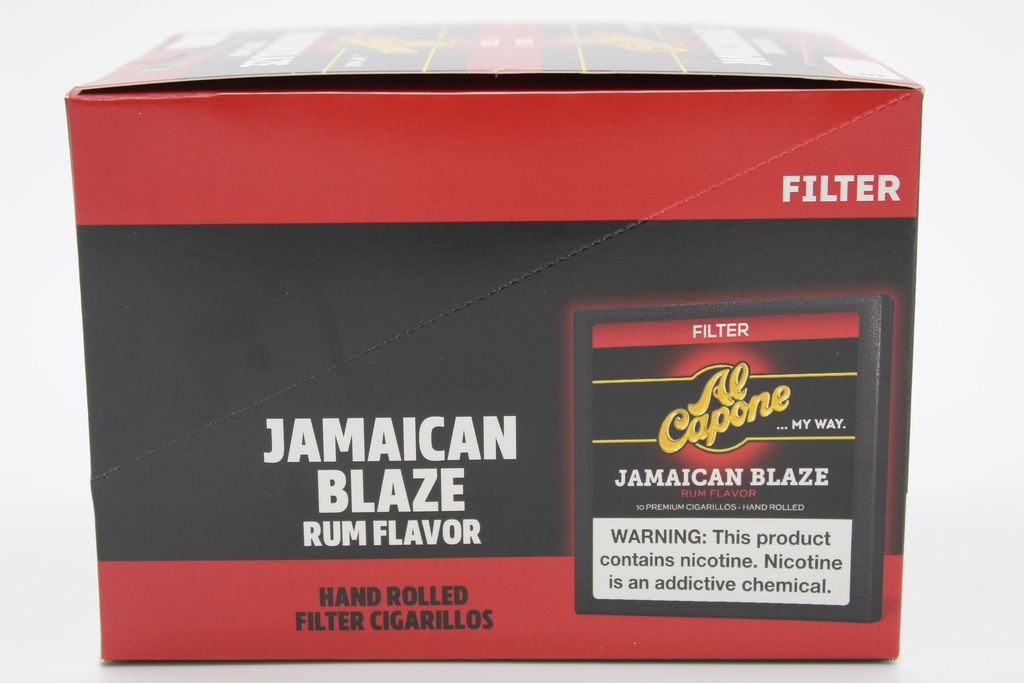 FILTER
JAMAICAN
BLAZE
RUM FLAVOR
HAND ROLLED
FILTER CIGARILLOS
FILTER
Al
Capone
... MY WAY.
JAMAICAN BLAZE
RUM FLAVOR
10 PREMIUM CIGARILLOS - HAND ROLLED
WARNING: This product
contains nicotine. Nicotine
is an addictive chemical.